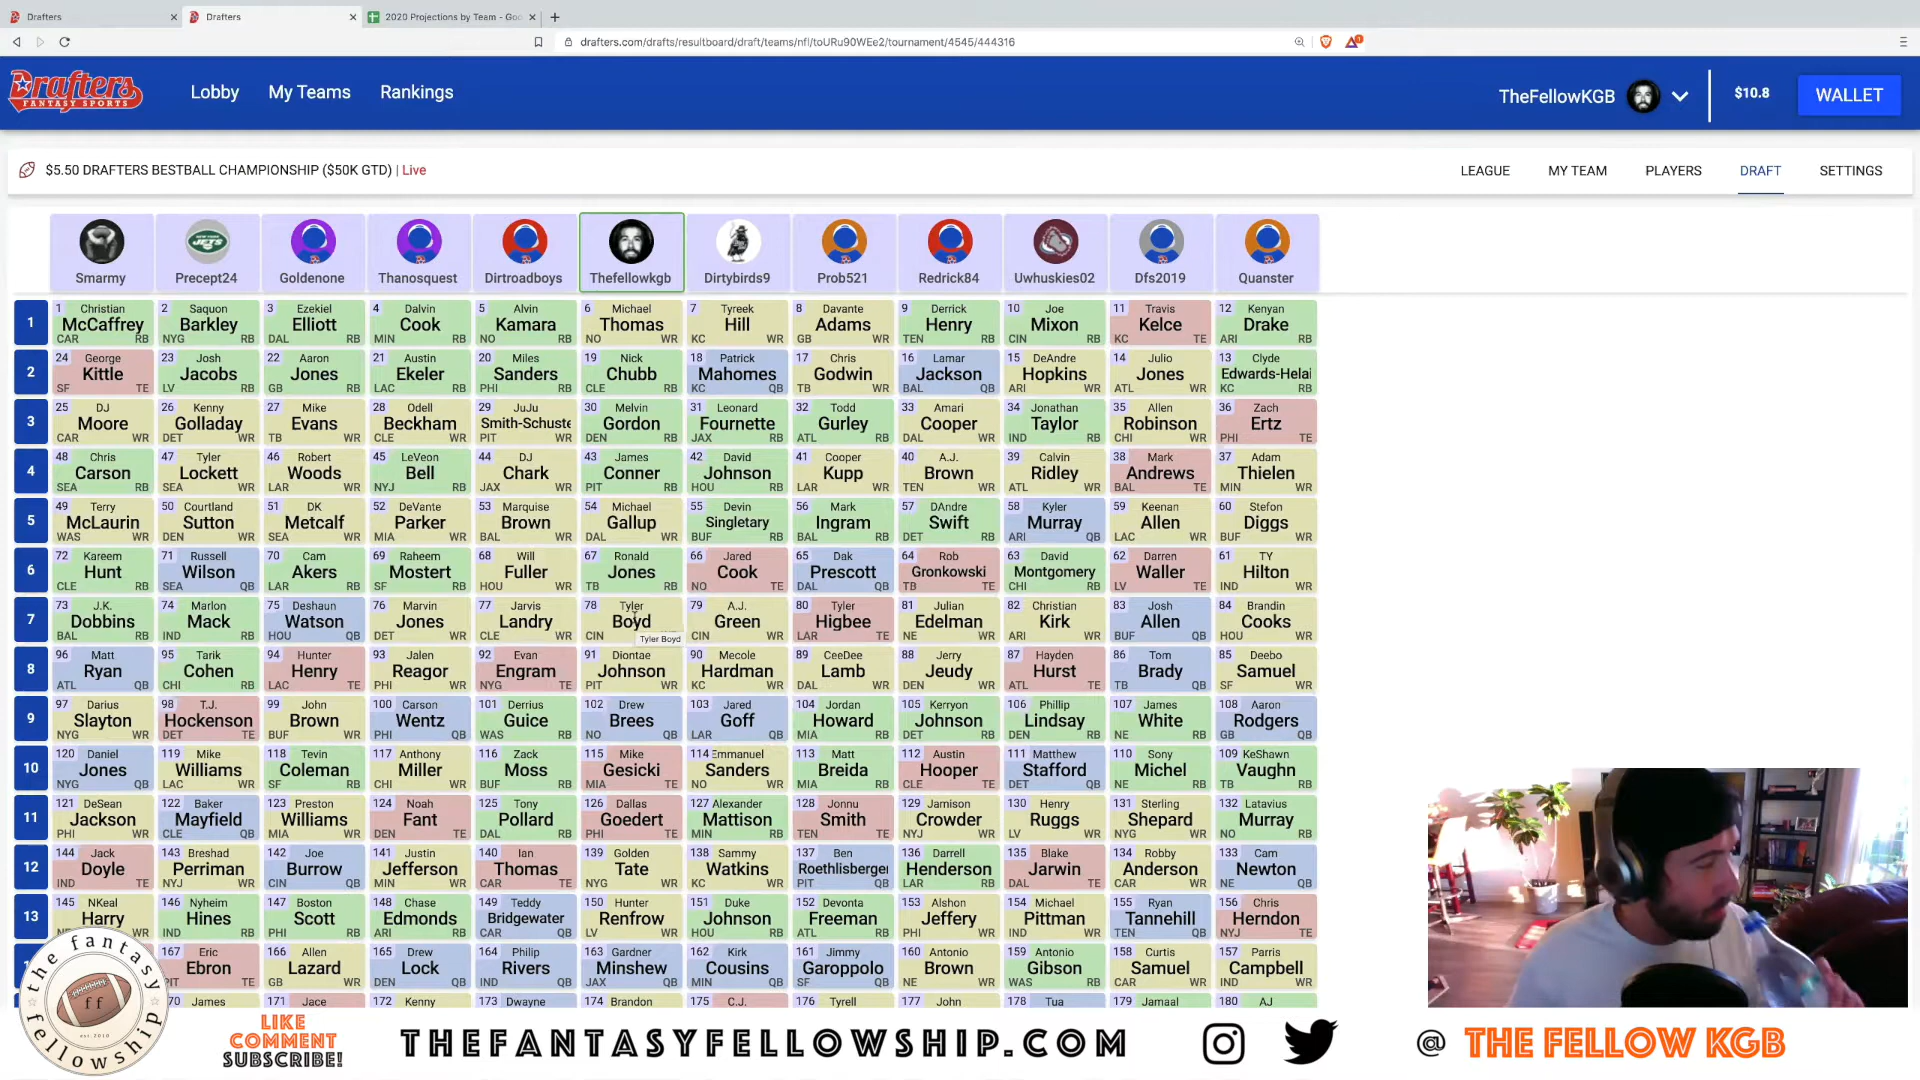 Drafters
Drafters
2020 Projections by Team - Goo
drafters.com/drafts/resultboard/draft/teams/nfl/toURu90WEe2/tournament/4545/444316
Drafters FANTASY SPORTS
Lobby My Teams Rankings
TheFellowKGB $10.8 WALLET
$5.50 DRAFTERS BESTBALL CHAMPIONSHIP ($50K GTD) | Live
LEAGUE MY TEAM PLAYERS DRAFT SETTINGS
Smarmy Precept24 Goldenone Thanosquest Dirtroadboys Thefellowkgb Dirtybirds9 Prob521 Redrick84 Uwhuskies02 Dfs2019 Quanster
1 Christian 2 Saquon 3 Ezekiel 4 Dalvin 5 Alvin 6 Michael 7 Tyreek 8 Davante 9 Derrick 10 Joe 11 Travis 12 Kenyan
1 McCaffrey Barkley Elliott Cook Kamara Thomas Hill Adams Henry Mixon Kelce Drake
CAR RB NYG RB DAL RB MIN RB NO RB NO WR KC WR GB WR TEN RB CIN RB KC TE ARI RB
24 George 23 Josh 22 Aaron 21 Austin 20 Miles 19 Nick 18 Patrick 17 Chris 16 Lamar 15 DeAndre 14 Julio 13 Clyde
2 Kittle Jacobs Jones Ekeler Sanders Chubb Mahomes Godwin Jackson Hopkins Jones Edwards-Helai
SF TE LV RB GB RB LAC RB PHI RB CLE RB KC QB TB WR BAL QB ARI WR ATL WR KC RB
25 DJ 26 Kenny 27 Mike 28 Odell 29 JuJu 30 Melvin 31 Leonard 32 Todd 33 Amari 34 Jonathan 35 Allen 36 Zach
3 Moore Golladay Evans Beckham Smith-Schuste Gordon Fournette Gurley Cooper Taylor Robinson Ertz
CAR WR DET WR TB WR CLE WR PIT WR DEN RB JAX RB ATL RB DAL WR IND RB CHI WR PHI TE
48 Chris 47 Tyler 46 Robert 45 LeVeon 44 DJ 43 James 42 David 41 Cooper 40 A.J. 39 Calvin 38 Mark 37 Adam
4 Carson Lockett Woods Bell Chark Conner Johnson Kupp Brown Ridley Andrews Thielen
SEA RB SEA WR LAR WR NYJ RB JAX WR PIT RB HOU RB LAR WR TEN WR ATL WR BAL TE MIN WR
49 Terry 50 Courtland 51 DK 52 DeVante 53 Marquise 54 Michael 55 Devin 56 Mark 57 DAndre 58 Kyler 59 Keenan 60 Stefon
5 McLaurin Sutton Metcalf Parker Brown Gallup Singletary Ingram Swift Murray Allen Diggs
WAS WR DEN WR SEA WR MIA WR BAL WR DAL WR BUF RB BAL RB DET RB ARI QB LAC WR BUF WR
72 Kareem 71 Russell 70 Cam 69 Raheem 68 Will 67 Ronald 66 Jared 65 Dak 64 Rob 63 David 62 Darren 61 TY
6 Hunt Wilson Akers Mostert Fuller Jones Cook Prescott Gronkowski Montgomery Waller Hilton
CLE RB SEA QB LAR RB SF RB HOU WR TB RB NO TE DAL QB TB TE CHI RB LV TE IND WR
73 J.K. 74 Marlon 75 Deshaun 76 Marvin 77 Jarvis 78 Tyler 79 A.J. 80 Tyler 81 Julian 82 Christian 83 Josh 84 Brandin
7 Dobbins Mack Watson Jones Landry Boyd Green Higbee Edelman Kirk Allen Cooks
BAL RB IND RB HOU QB DET WR CLE WR CIN Tyler Boyd CIN WR LAR TE NE WR ARI WR BUF QB HOU WR
96 Matt 95 Tarik 94 Hunter 93 Jalen 92 Evan 91 Diontae 90 Mecole 89 CeeDee 88 Jerry 87 Hayden 86 Tom 85 Deebo
8 Ryan Cohen Henry Reagor Engram Johnson Hardman Lamb Jeudy Hurst Brady Samuel
ATL QB CHI RB LAC TE PHI WR NYG TE PIT WR KC WR DAL WR DEN WR ATL TE TB QB SF WR
97 Darius 98 T.J. 99 John 100 Carson 101 Derrius 102 Drew 103 Jared 104 Jordan 105 Kerryon 106 Phillip 107 James 108 Aaron
9 Slayton Hockenson Brown Wentz Guice Brees Goff Howard Johnson Lindsay White Rodgers
NYG WR DET TE BUF WR PHI QB WAS RB NO QB LAR QB MIA RB DET RB DEN RB NE RB GB QB
120 Daniel 119 Mike 118 Tevin 117 Anthony 116 Zack 115 Mike 114 Emmanuel 113 Matt 112 Austin 111 Matthew 110 Sony 109 KeShawn
10 Jones Williams Coleman Miller Moss Gesicki Sanders Breida Hooper Stafford Michel Vaughn
NYG QB LAC WR SF RB CHI WR BUF RB MIA TE NO WR MIA RB CLE TE DET QB NE RB TB RB
121 DeSean 122 Baker 123 Preston 124 Noah 125 Tony 126 Dallas 127 Alexander 128 Jonnu 129 Jamison 130 Henry 131 Sterling 132 Latavius
11 Jackson Mayfield Williams Fant Pollard Goedert Mattison Smith Crowder Ruggs Shepard Murray
PHI WR CLE QB MIA WR DEN TE DAL RB PHI TE MIN RB TEN TE NYJ WR LV WR NYG WR NO RB
144 Jack 143 Breshad 142 Joe 141 Justin 140 Ian 139 Golden 138 Sammy 137 Ben 136 Darrell 135 Blake 134 Robby 133 Cam
12 Doyle Perriman Burrow Jefferson Thomas Tate Watkins Roethlisberger Henderson Jarwin Anderson Newton
IND TE NYJ WR CIN QB MIN WR CAR TE NYG WR KC WR PIT QB LAR RB DAL TE CAR WR NE QB
145 NKeal 146 Nyheim 147 Boston 148 Chase 149 Teddy 150 Hunter 151 Duke 152 Devonta 153 Alshon 154 Michael 155 Ryan 156 Chris
13 Harry Hines Scott Edmonds Bridgewater Renfrow Johnson Freeman Jeffery Pittman Tannehill Herndon
WR IND RB PHI RB ARI RB CAR QB LV WR HOU RB ATL RB PHI WR IND WR TEN QB NYJ TE
167 Eric 166 Allen 165 Drew 164 Philip 163 Gardner 162 Kirk 161 Jimmy 160 Antonio 159 Antonio 158 Curtis 157 Parris
Ebron Lazard Lock Rivers Minshew Cousins Garoppolo Brown Gibson Samuel Campbell
PIT TE GB WR DEN QB IND QB JAX QB MIN QB SF QB NE WR WAS RB CAR WR IND WR
170 James 171 Jace 172 Kenny 173 Dwayne 174 Brandon 175 C.J. 176 Tyrell 177 John 178 Tua 179 Jamaal 180 AJ
the fantasy fellowship
ff
est. 2010
LIKE
COMMENT
SUBSCRIBE!
THEFANTASYFELLOWSHIP.COM
@ THE FELLOW KGB